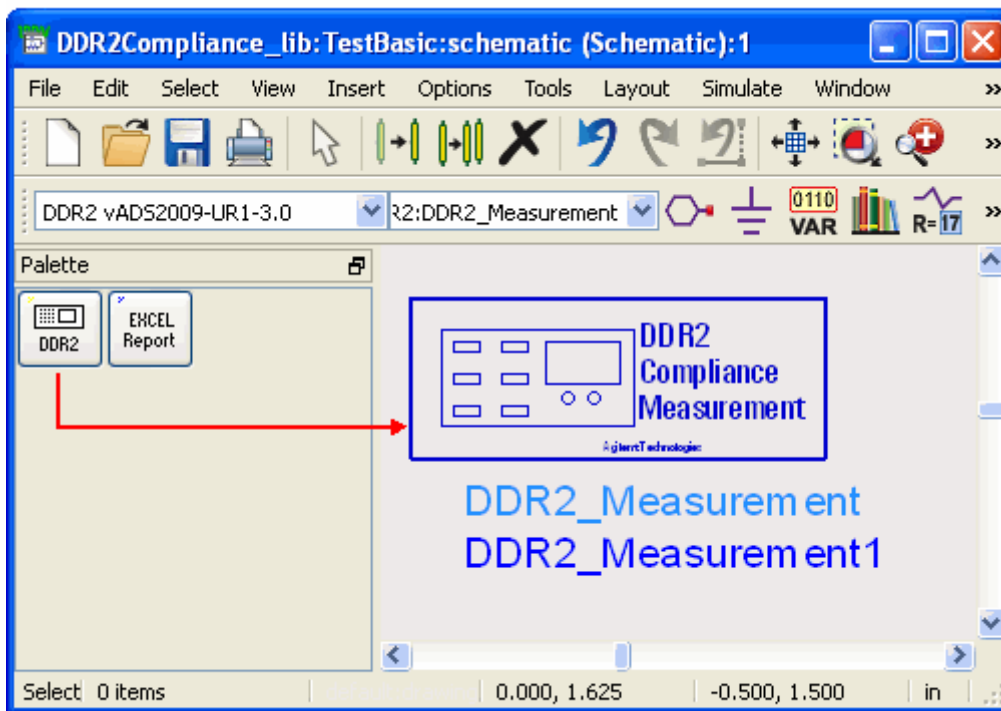 DDR2Compliance_lib:TestBasic:schematic (Schematic):1
File Edit Select View Insert Options Tools Layout Simulate Window »
»
DDR2 vADS2009-UR1-3.0 R2:DDR2_Measurement 0110 VAR R= 17 »
Palette
DDR2
EXCEL
Report
DDR2
Compliance
Measurement
Agilent Technologies
DDR2_Measurement
DDR2_Measurement1
Select 0 items 0.000, 1.625 -0.500, 1.500 in